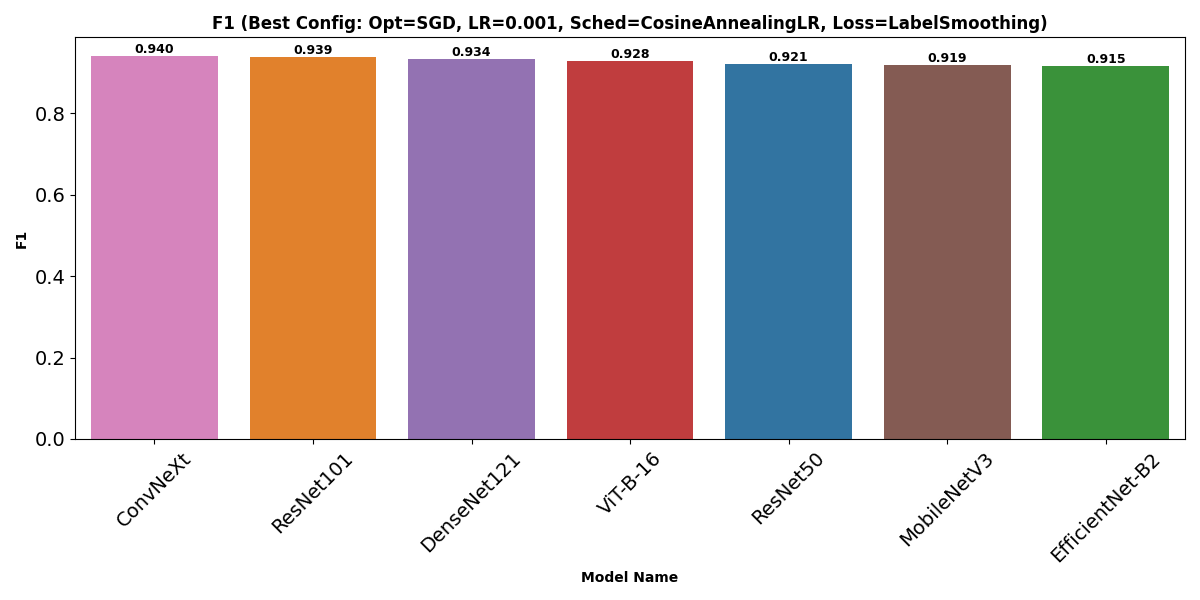 F1 (Best Config: Opt=SGD, LR=0.001, Sched=CosineAnnealingLR, Loss=LabelSmoothing)
0.940 0.939 0.934 0.928 0.921 0.919 0.915
0.8
0.6
0.4
0.2
0.0
F1
ConvNeXt ResNet101 DenseNet121 ViT-B-16 ResNet50 MobileNetV3 EfficientNet-B2
Model Name